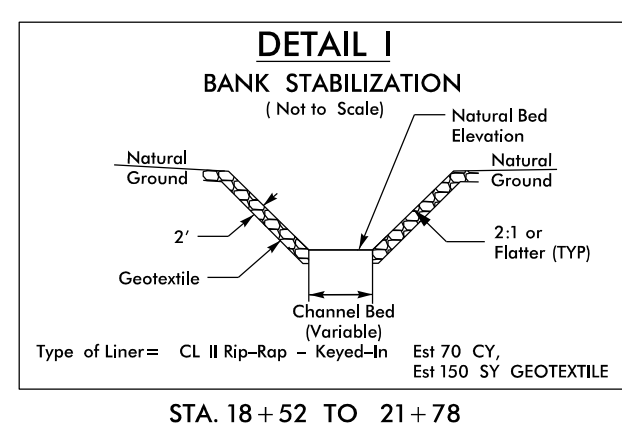 DETAIL I
BANK STABILIZATION
( Not to Scale)
Natural Bed
Elevation
Natural
Ground
Natural
Ground
2'
2:1 or
Flatter (TYP)
Geotextile
Channel Bed
(Variable)
Type of Liner= CL II Rip-Rap - Keyed-In Est 70 CY,
Est 150 SY GEOTEXTILE
STA. 18+52 TO 21+78